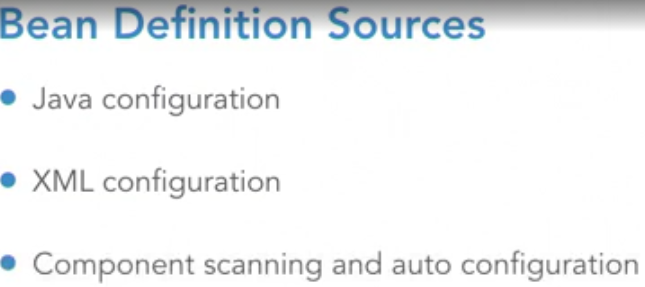 Bean Definition Sources
• Java configuration
• XML configuration
• Component scanning and auto configuration